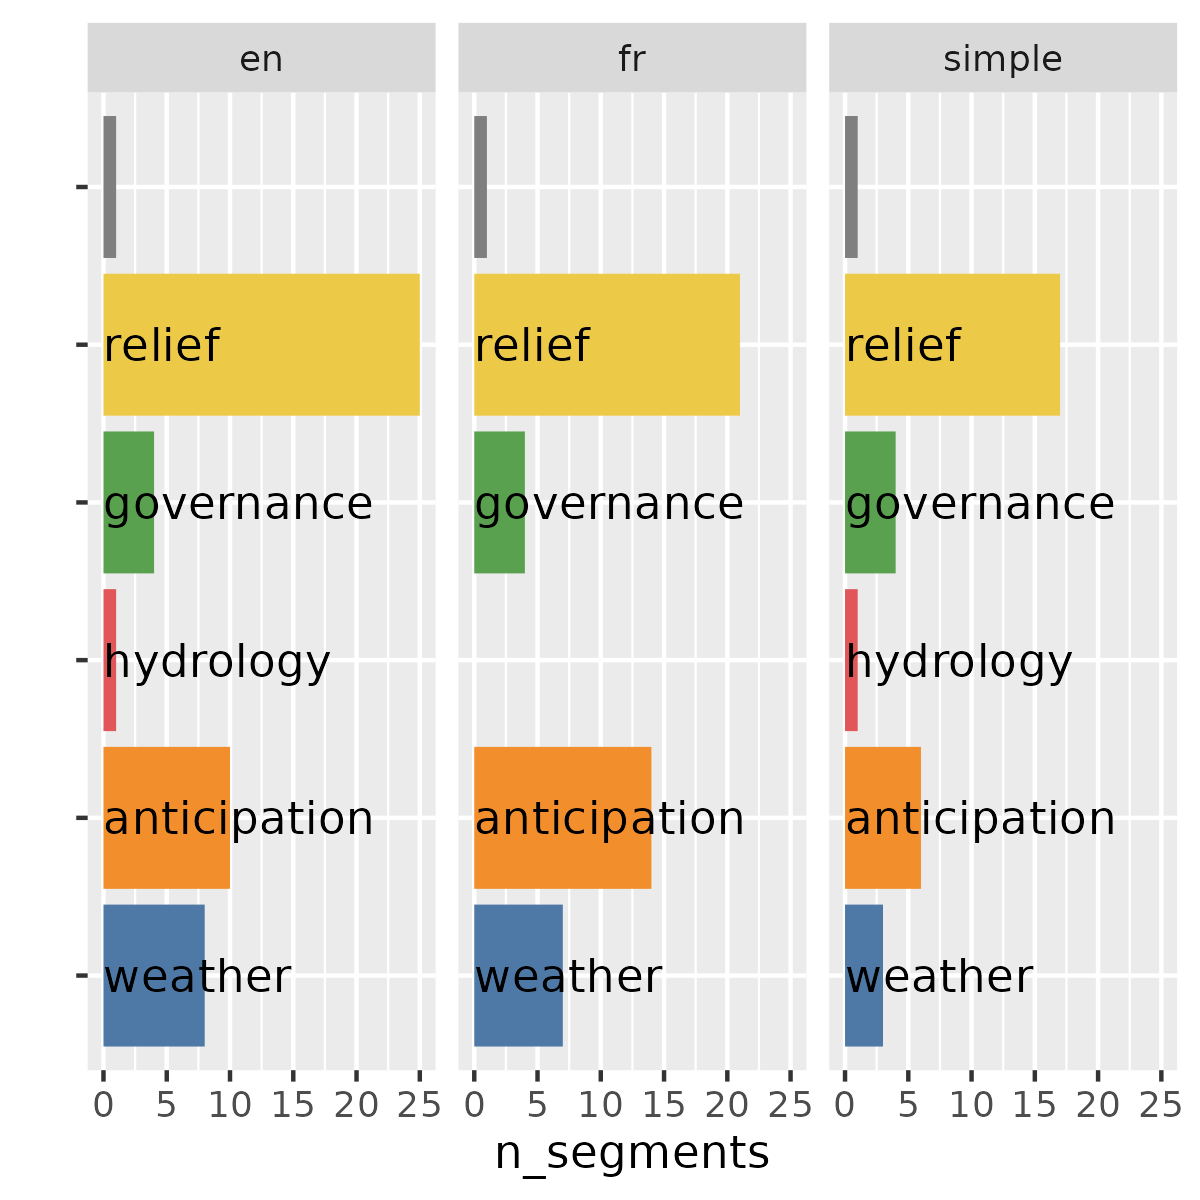 en
fr
simple
relief
relief
relief
governance
governance
governance
hydrology
hydrology
anticipation
anticipation
anticipation
weather
weather
weather
0 5 10 15 20 25
0 5 10 15 20 25
0 5 10 15 20 25
n_segments